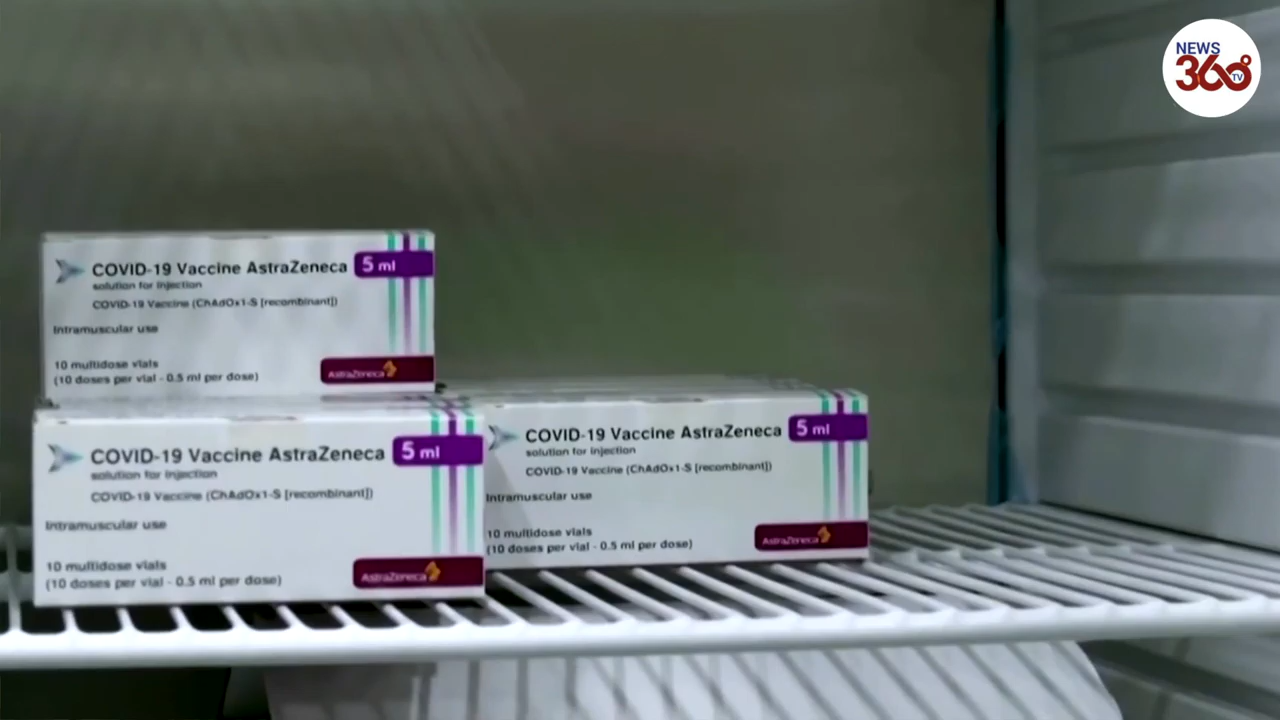 NEWS
360°
TV
COVID-19 Vaccine AstraZeneca 5 ml
solution for injection
COVID-19 Vaccine (ChAdOx1-S [recombinant])
Intramuscular use
10 multidose vials
(10 doses per vial - 0.5 ml per dose)
AstraZeneca
COVID-19 Vaccine AstraZeneca 5 ml
solution for injection
COVID-19 Vaccine (ChAdOx1-S [recombinant])
Intramuscular use
10 multidose vials
(10 doses per vial - 0.5 ml per dose)
AstraZeneca
COVID-19 Vaccine AstraZeneca 5 ml
solution for injection
COVID-19 Vaccine (ChAdOx1-S [recombinant])
Intramuscular use
10 multidose vials
(10 doses per vial - 0.5 ml per dose)
AstraZeneca